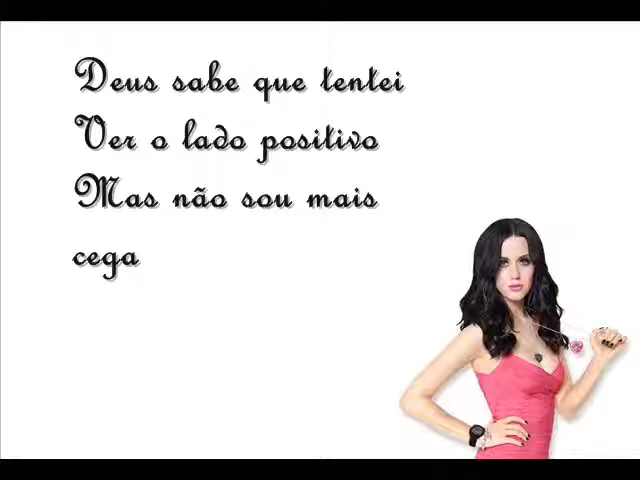 Deus sabe que tentei
Ver o lado positivo
Mas não sou mais
cega